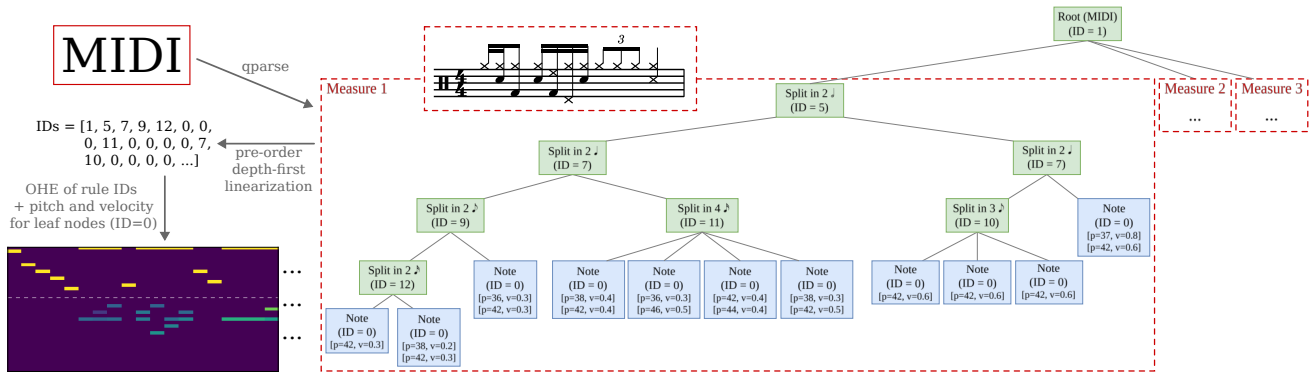 MIDI
qparse
IDs = [1, 5, 7, 9, 12, 0, 0,
0, 11, 0, 0, 0, 0, 7,
10, 0, 0, 0, 0, ...]
pre-order
depth-first
linearization
OHE of rule IDs
+ pitch and velocity
for leaf nodes (ID=0)
...
...
...
Measure 1
3
4
4
Root (MIDI)
(ID = 1)
Measure 2
...
Measure 3
...
Split in 2 ♩
(ID = 5)
Split in 2 ♩
(ID = 7)
Split in 2 ♩
(ID = 7)
Split in 2 ♪
(ID = 9)
Split in 4 ♪
(ID = 11)
Split in 3 ♪
(ID = 10)
Note
(ID = 0)
[p=37, v=0.8]
[p=42, v=0.6]
Split in 2 ♪
(ID = 12)
Note
(ID = 0)
[p=36, v=0.3]
[p=42, v=0.3]
Note
(ID = 0)
[p=38, v=0.4]
[p=42, v=0.4]
Note
(ID = 0)
[p=36, v=0.3]
[p=46, v=0.5]
Note
(ID = 0)
[p=42, v=0.4]
[p=44, v=0.4]
Note
(ID = 0)
[p=38, v=0.3]
[p=42, v=0.5]
Note
(ID = 0)
[p=42, v=0.6]
Note
(ID = 0)
[p=42, v=0.6]
Note
(ID = 0)
[p=42, v=0.6]
Note
(ID = 0)
[p=42, v=0.3]
Note
(ID = 0)
[p=38, v=0.2]
[p=42, v=0.3]